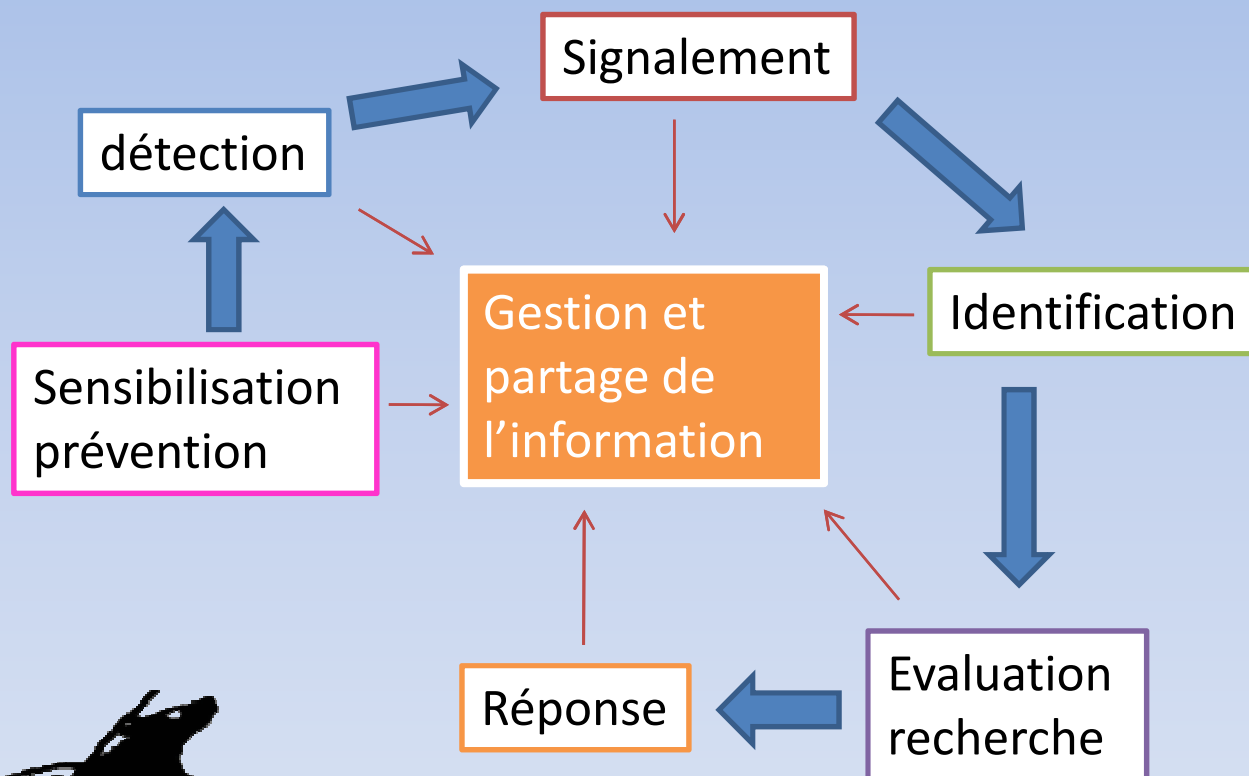 Signalement
détection
Identification
Gestion et
partage de
l’information
Sensibilisation
prévention
Réponse
Evaluation
recherche